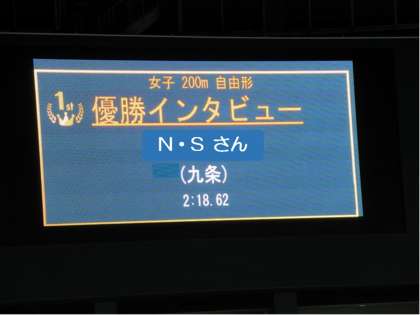 女子 200m 自由形
1st
優勝インタビュー
N・S さん
(九条)
2:18.62